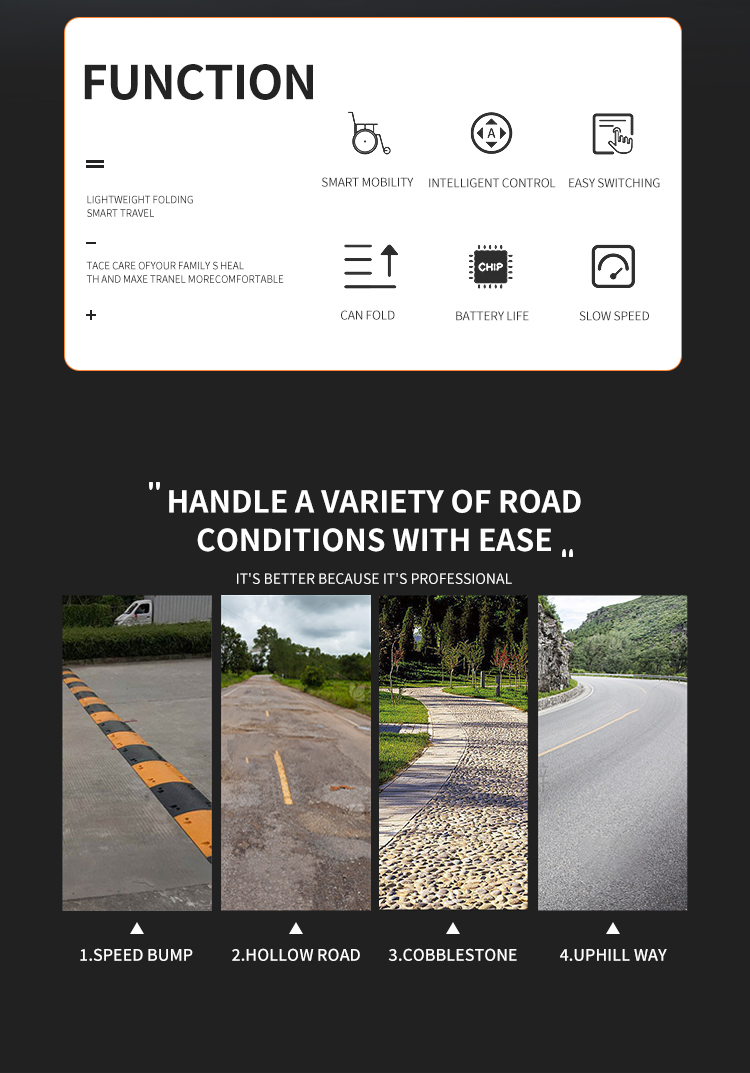 FUNCTION
LIGHTWEIGHT FOLDING
SMART TRAVEL
TACE CARE OFYOUR FAMILY S HEAL
TH AND MAXE TRANEL MORECOMFORTABLE
SMART MOBILITY
INTELLIGENT CONTROL
EASY SWITCHING
A
CHIP
CAN FOLD
BATTERY LIFE
SLOW SPEED
"HANDLE A VARIETY OF ROAD
CONDITIONS WITH EASE "
IT'S BETTER BECAUSE IT'S PROFESSIONAL
1.SPEED BUMP
2.HOLLOW ROAD
3.COBBLESTONE
4.UPHILL WAY